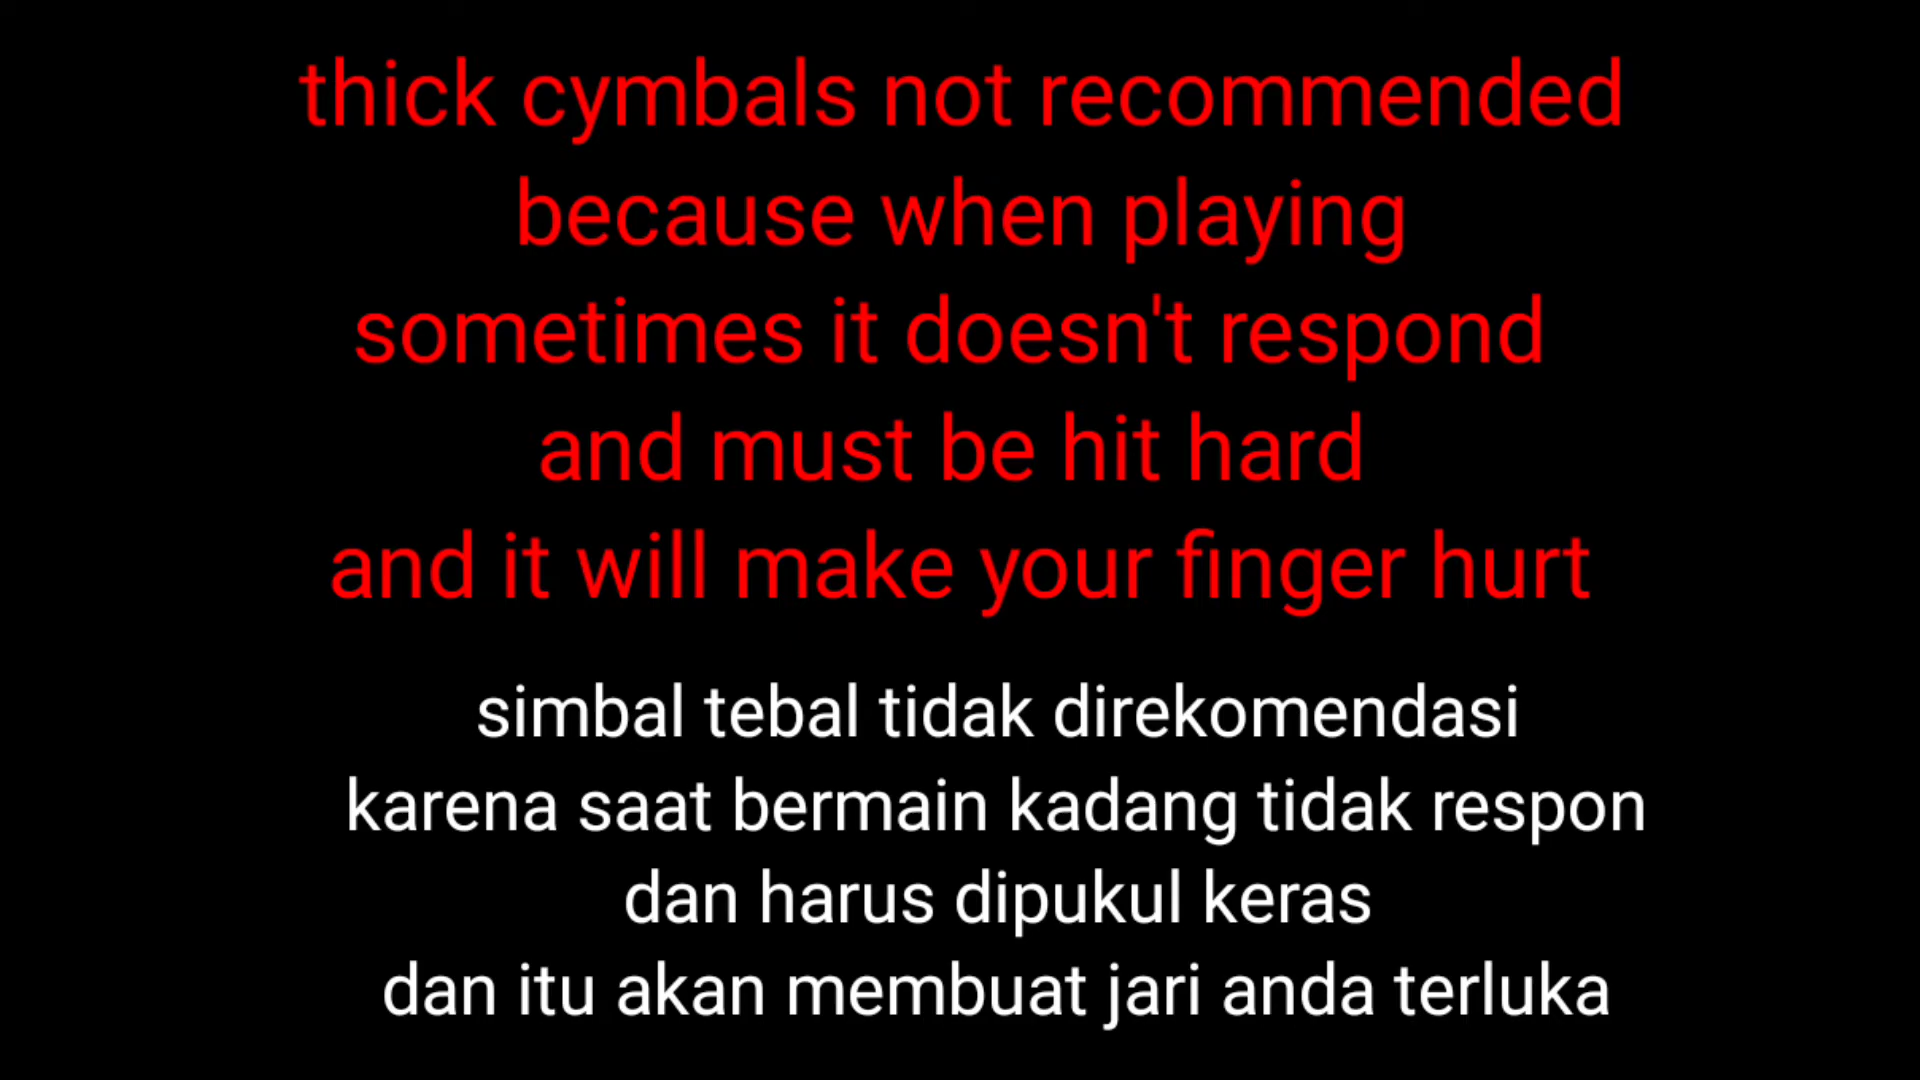 thick cymbals not recommended
because when playing
sometimes it doesn't respond
and must be hit hard
and it will make your finger hurt
simbal tebal tidak direkomendasi
karena saat bermain kadang tidak respon
dan harus dipukul keras
dan itu akan membuat jari anda terluka